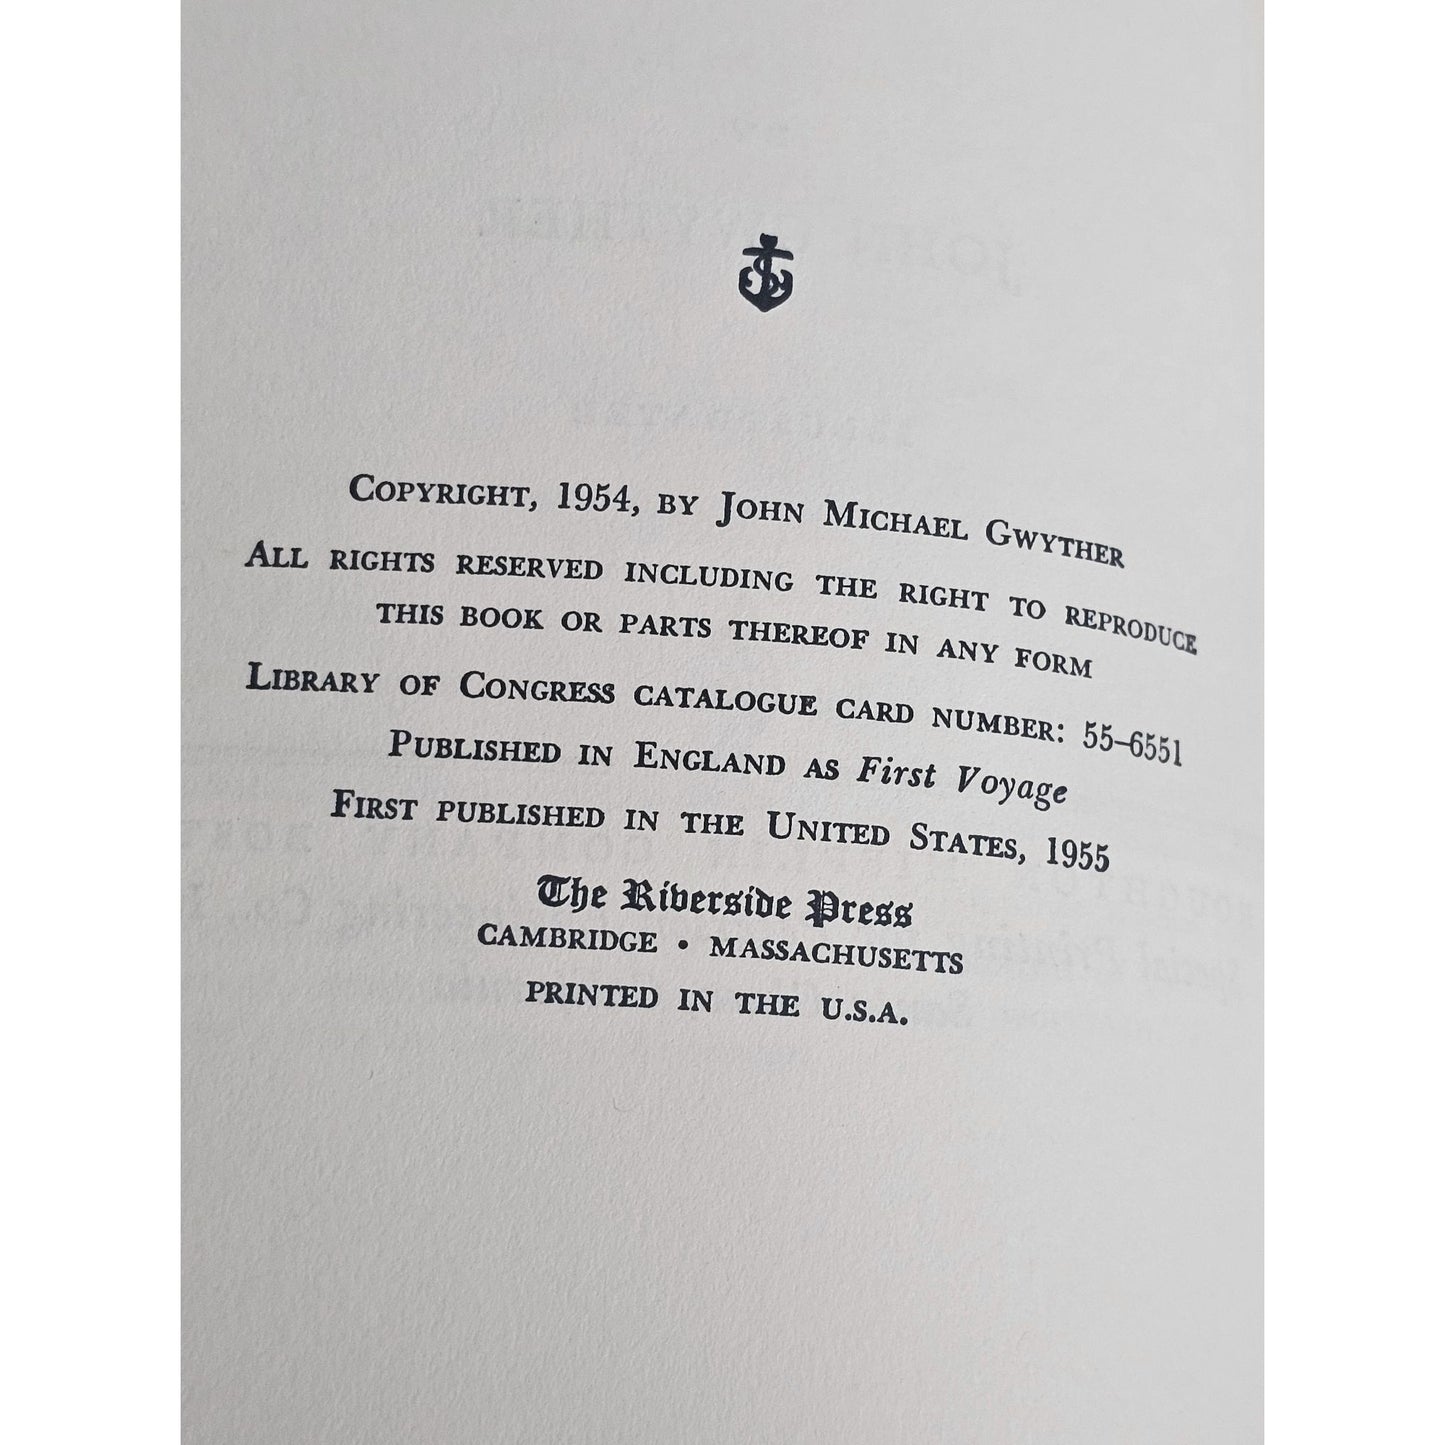 COPYRIGHT, 1954, BY JOHN MICHAEL GWYTHER
ALL RIGHTS RESERVED INCLUDING THE RIGHT TO REPRODUCE
THIS BOOK OR PARTS THEREOF IN ANY FORM
LIBRARY OF CONGRESS CATALOGUE CARD NUMBER: 55–6551
PUBLISHED IN ENGLAND AS First Voyage
FIRST PUBLISHED IN THE UNITED STATES, 1955
The Riverside Press
CAMBRIDGE • MASSACHUSETTS
PRINTED IN THE U.S.A.